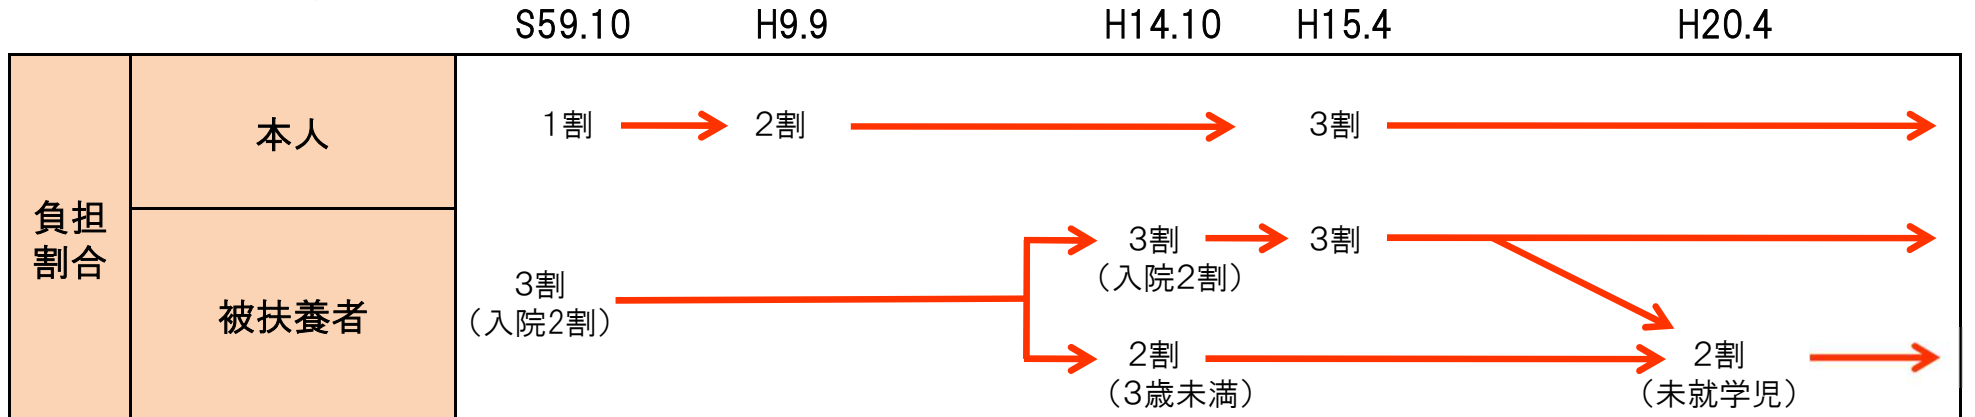 S59.10 H9.9 H14.10 H15.4 H20.4
負担
割合
本人
1割 2割 3割
被扶養者
3割
（入院2割）
3割
（入院2割）
3割
2割
（3歳未満）
2割
（未就学児）